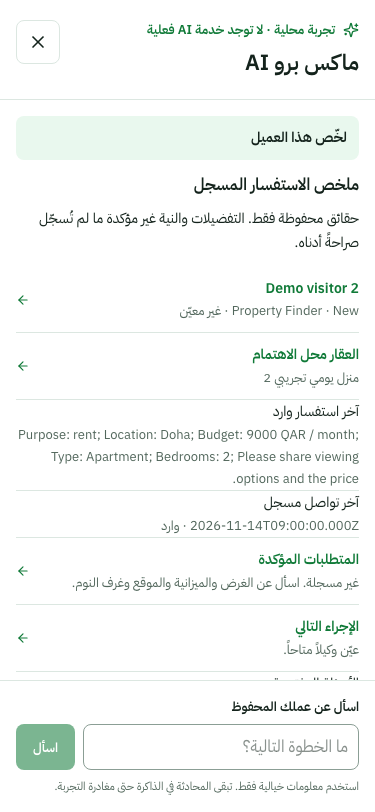 تجربة محلية · لا توجد خدمة AI فعلية
ماكس برو AI
لخّص هذا العميل
ملخص الاستفسار المسجل
حقائق محفوظة فقط. التفضيلات والنية غير مؤكدة ما لم تُسجّل
صراحةً أدناه.
Demo visitor 2
Property Finder · New · غير معيّن
العقار محل الاهتمام
منزل يومي تجريبي 2
آخر استفسار وارد
Purpose: rent; Location: Doha; Budget: 9000 QAR / month;
Type: Apartment; Bedrooms: 2; Please share viewing
options and the price.
آخر تواصل مسجل
2026-11-14T09:00:00.000Z · وارد
المتطلبات المؤكدة
غير مسجلة. اسأل عن الغرض والميزانية والموقع وغرف النوم.
الإجراء التالي
عيّن وكيلاً متاحاً.
اسأل عن عملك المحفوظ
ما الخطوة التالية؟
اسأل
استخدم معلومات خيالية فقط. تبقى المحادثة في الذاكرة حتى مغادرة التجربة.